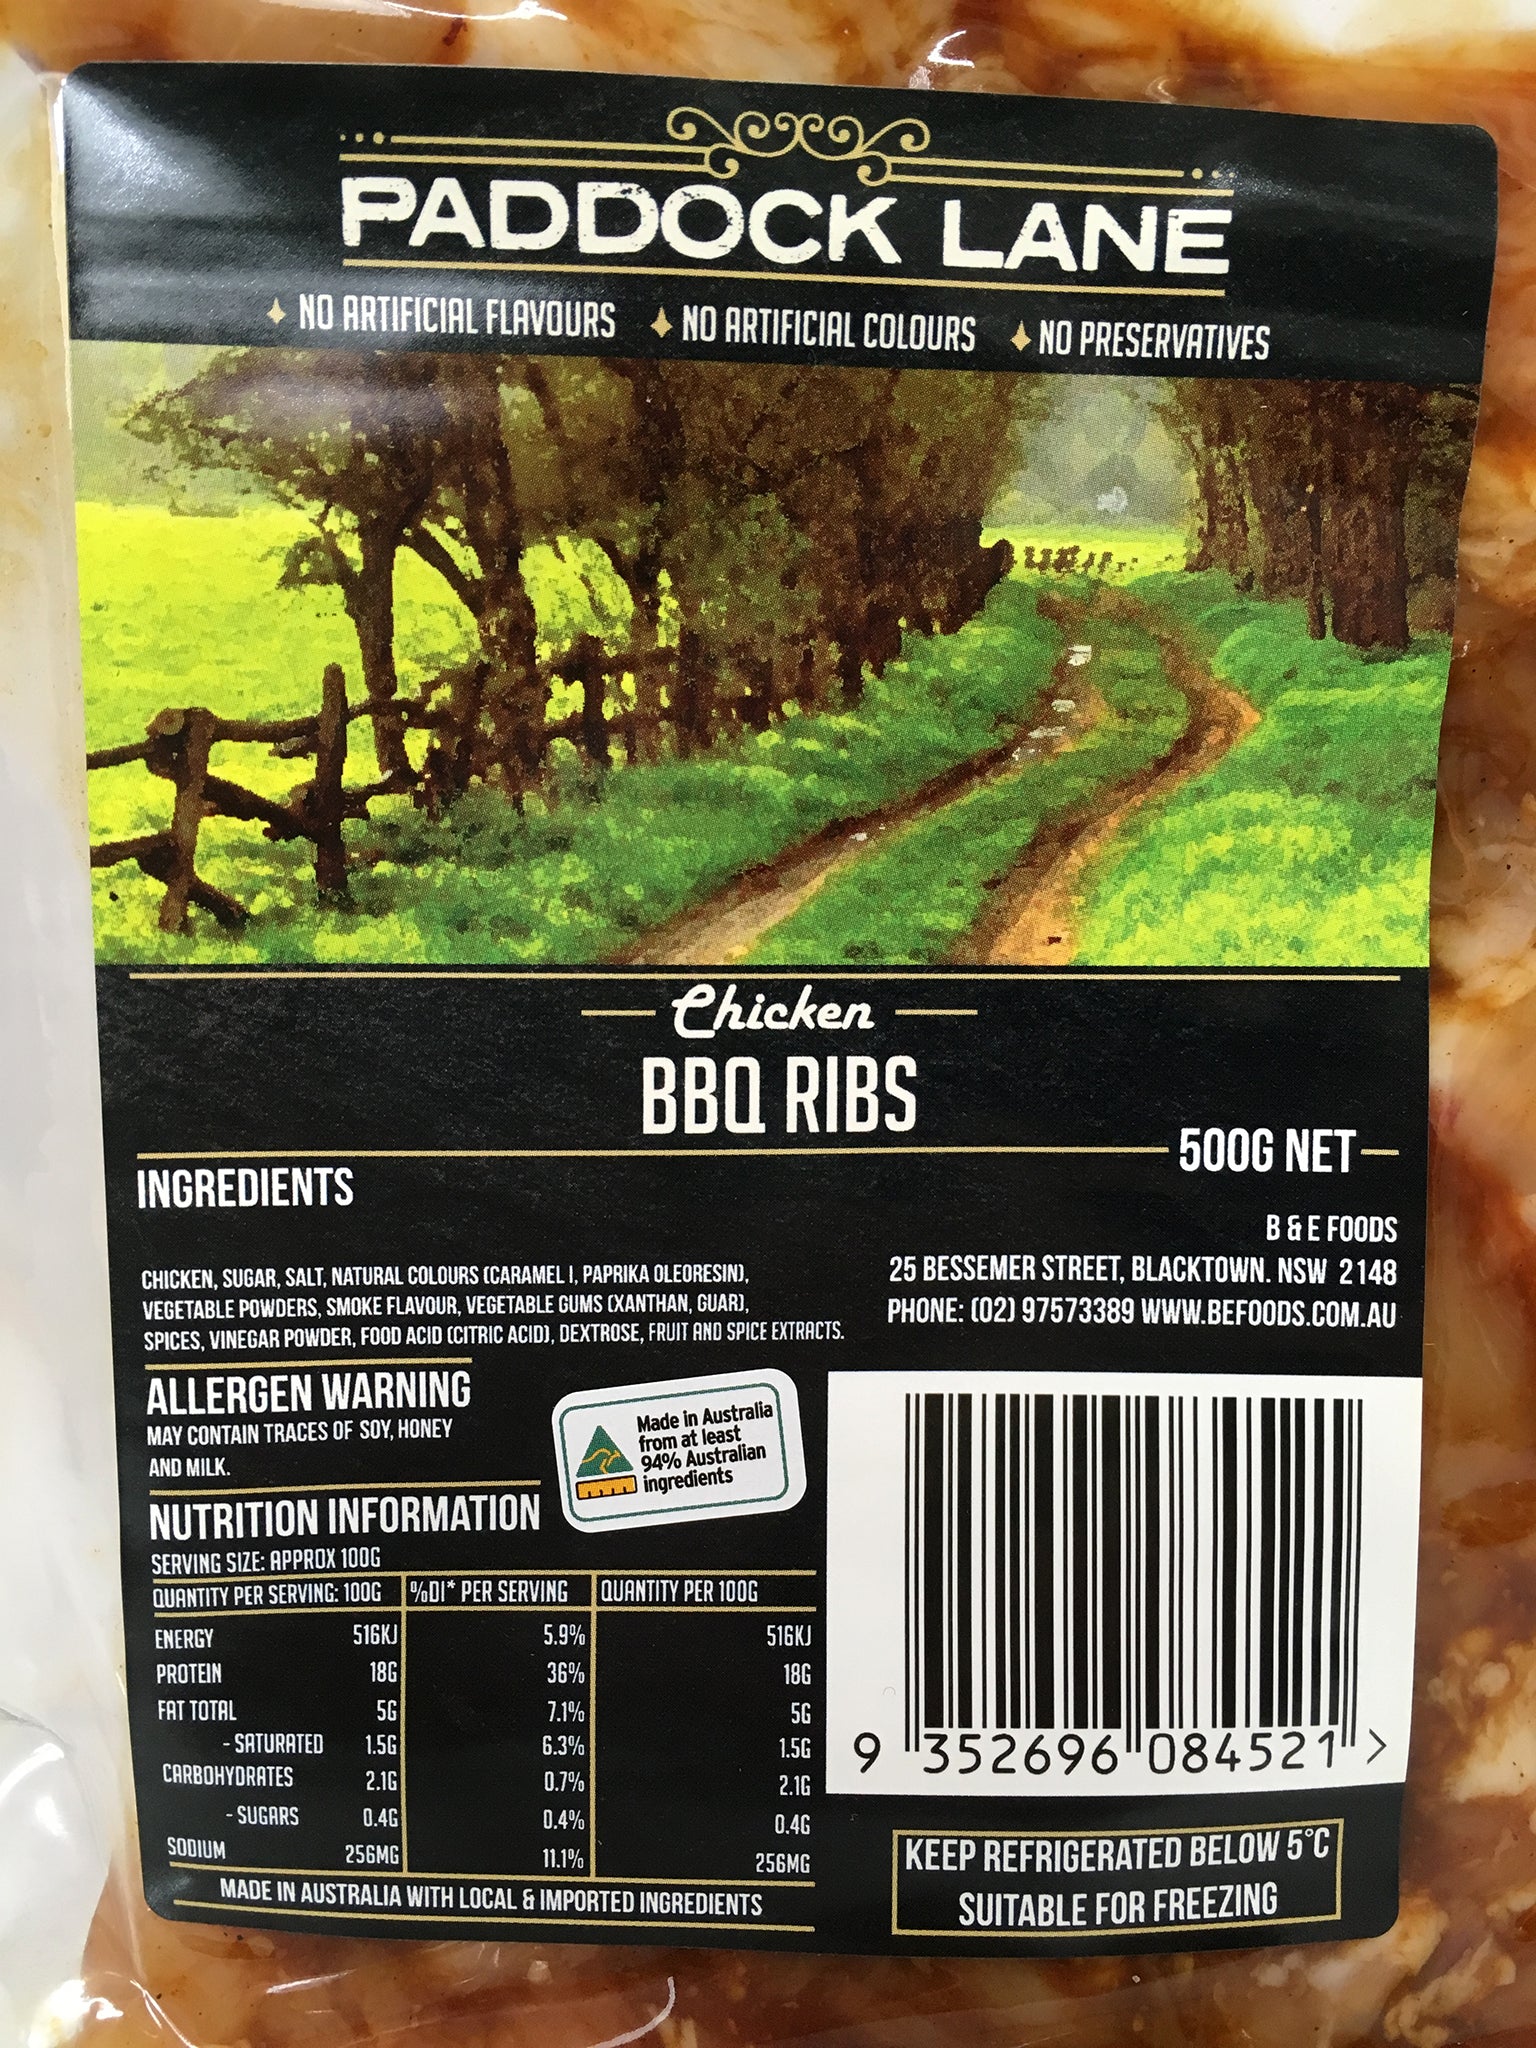 PADDOCK LANE
NO ARTIFICIAL FLAVOURS NO ARTIFICIAL COLOURS NO PRESERVATIVES
Chicken
BBQ RIBS
500G NET
INGREDIENTS
CHICKEN, SUGAR, SALT, NATURAL COLOURS (CARAMEL I, PAPRIKA OLEORESIN),
VEGETABLE POWDERS, SMOKE FLAVOUR, VEGETABLE GUMS (XANTHAN, GUAR),
SPICES, VINEGAR POWDER, FOOD ACID (CITRIC ACID), DEXTROSE, FRUIT AND SPICE EXTRACTS.
B & E FOODS
25 BESSEMER STREET, BLACKTOWN. NSW 2148
PHONE: (02) 97573389 WWW.BEFOODS.COM.AU
ALLERGEN WARNING
MAY CONTAIN TRACES OF SOY, HONEY
AND MILK.
Made in Australia
from at least
94% Australian
ingredients
NUTRITION INFORMATION
SERVING SIZE: APPROX 100G
QUANTITY PER SERVING: 100G %DI* PER SERVING QUANTITY PER 100G
ENERGY 516KJ 5.9% 516KJ
PROTEIN 18G 36% 18G
FAT TOTAL 5G 7.1% 5G
- SATURATED 1.5G 6.3% 1.5G
CARBOHYDRATES 2.1G 0.7% 2.1G
- SUGARS 0.4G 0.4% 0.4G
SODIUM 256MG 11.1% 256MG
MADE IN AUSTRALIA WITH LOCAL & IMPORTED INGREDIENTS
9 352696 084521 >
KEEP REFRIGERATED BELOW 5°C
SUITABLE FOR FREEZING